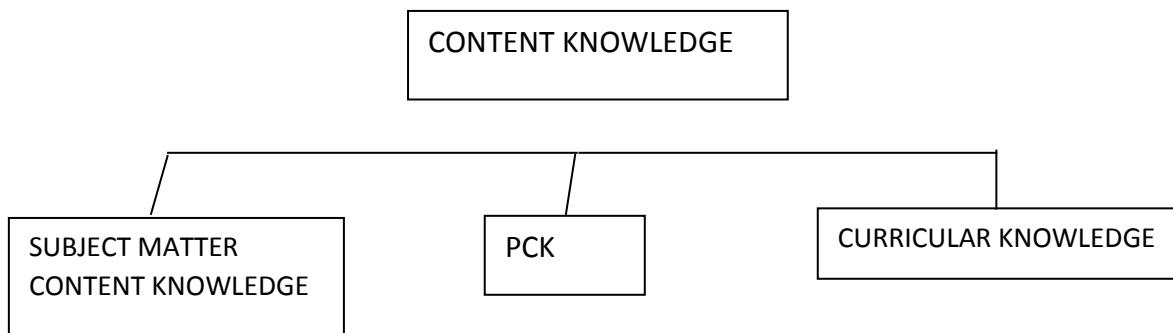 CONTENT KNOWLEDGE
SUBJECT MATTER
CONTENT KNOWLEDGE
PCK
CURRICULAR KNOWLEDGE